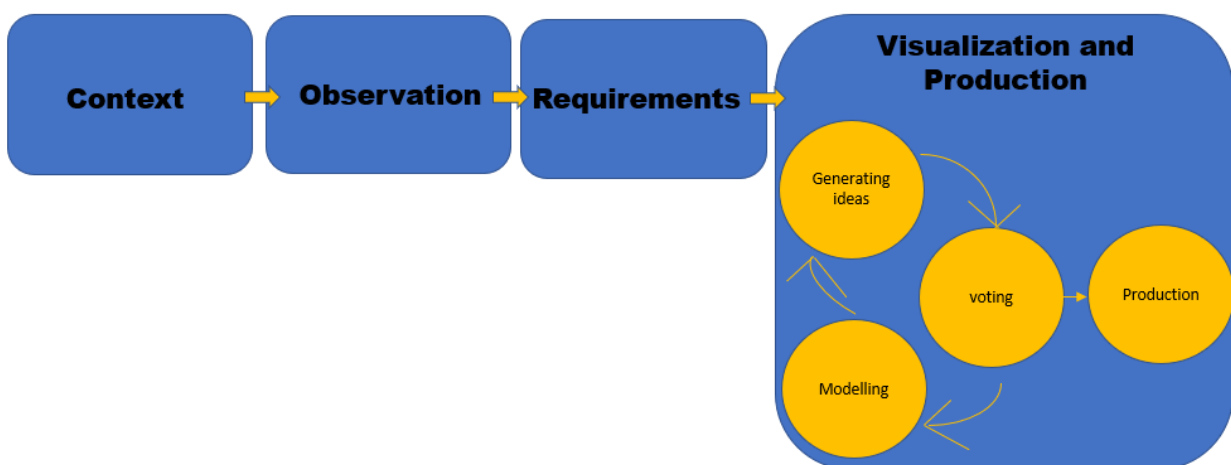 Context
Observation
Requirements
Visualization and
Production
Generating
ideas
voting
Production
Modelling